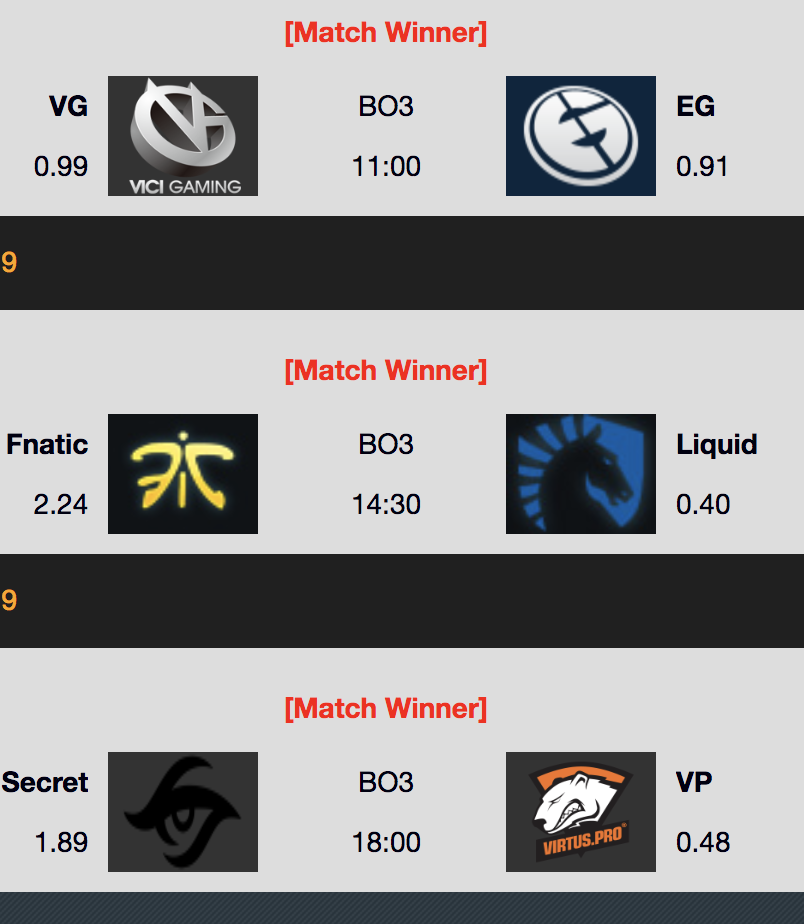 [Match Winner]
VG BO3 EG
0.99 11:00 0.91
VICI GAMING
9
[Match Winner]
Fnatic BO3 Liquid
2.24 14:30 0.40
9
[Match Winner]
Secret BO3 VP
1.89 18:00 0.48
VIRTUS.PRO